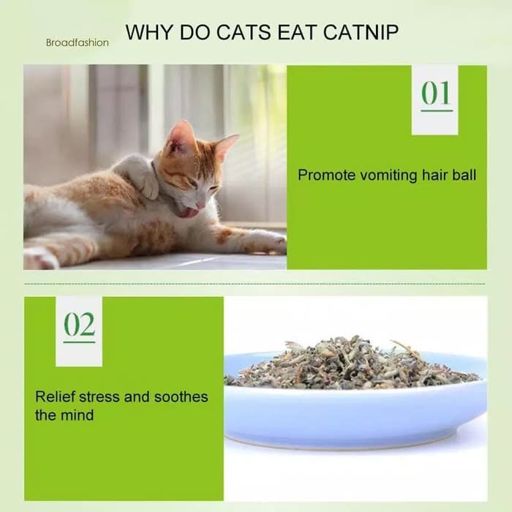 Broadfashion
WHY DO CATS EAT CATNIP
01
Promote vomiting hair ball
02
Relief stress and soothes
the mind